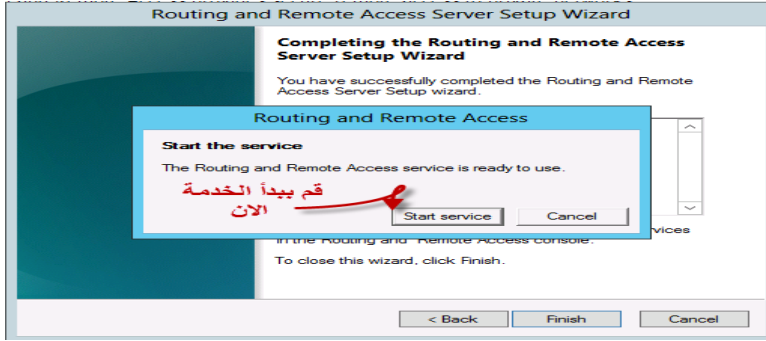 Routing and Remote Access Server Setup Wizard
Completing the Routing and Remote Access
Server Setup Wizard
You have successfully completed the Routing and Remote
Access Server Setup wizard.
Routing and Remote Access
Start the service
The Routing and Remote Access service is ready to use.
قم ببدأ الخدمة
الان
Start service
Cancel
in the Routing and Remote Access console.
To close this wizard, click Finish.
< Back
Finish
Cancel